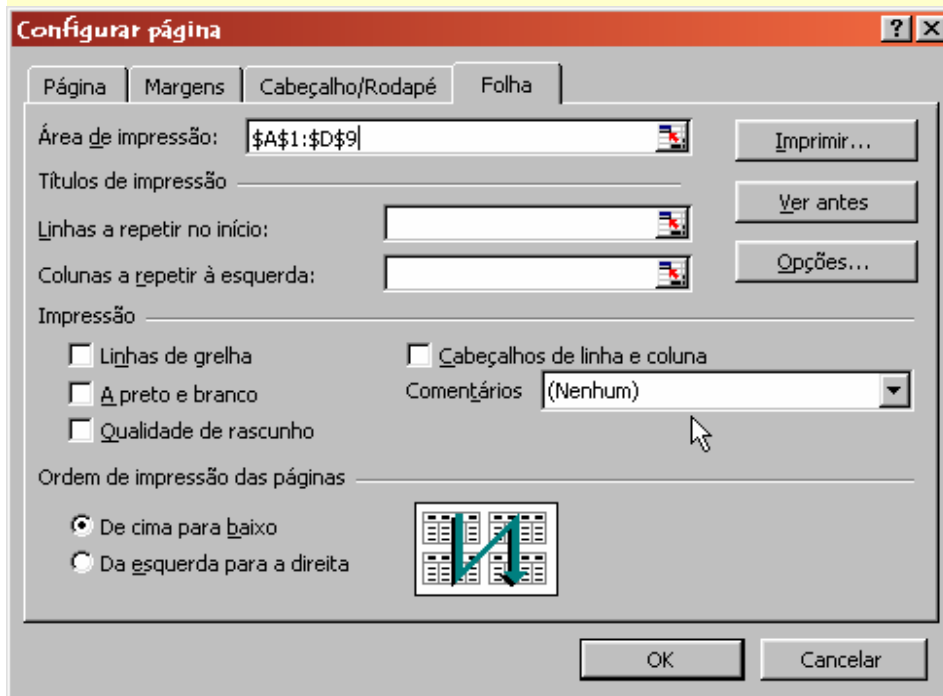 Configurar página
Página Margens Cabeçalho/Rodapé Folha
Área de impressão: $A$1:$D$9 Imprimir...
Títulos de impressão
Ver antes
Linhas a repetir no início:
Colunas a repetir à esquerda: Opções...
Impressão
Linhas de grelha Cabeçalhos de linha e coluna
A preto e branco Comentários (Nenhum)
Qualidade de rascunho
Ordem de impressão das páginas
De cima para baixo
Da esquerda para a direita
OK Cancelar